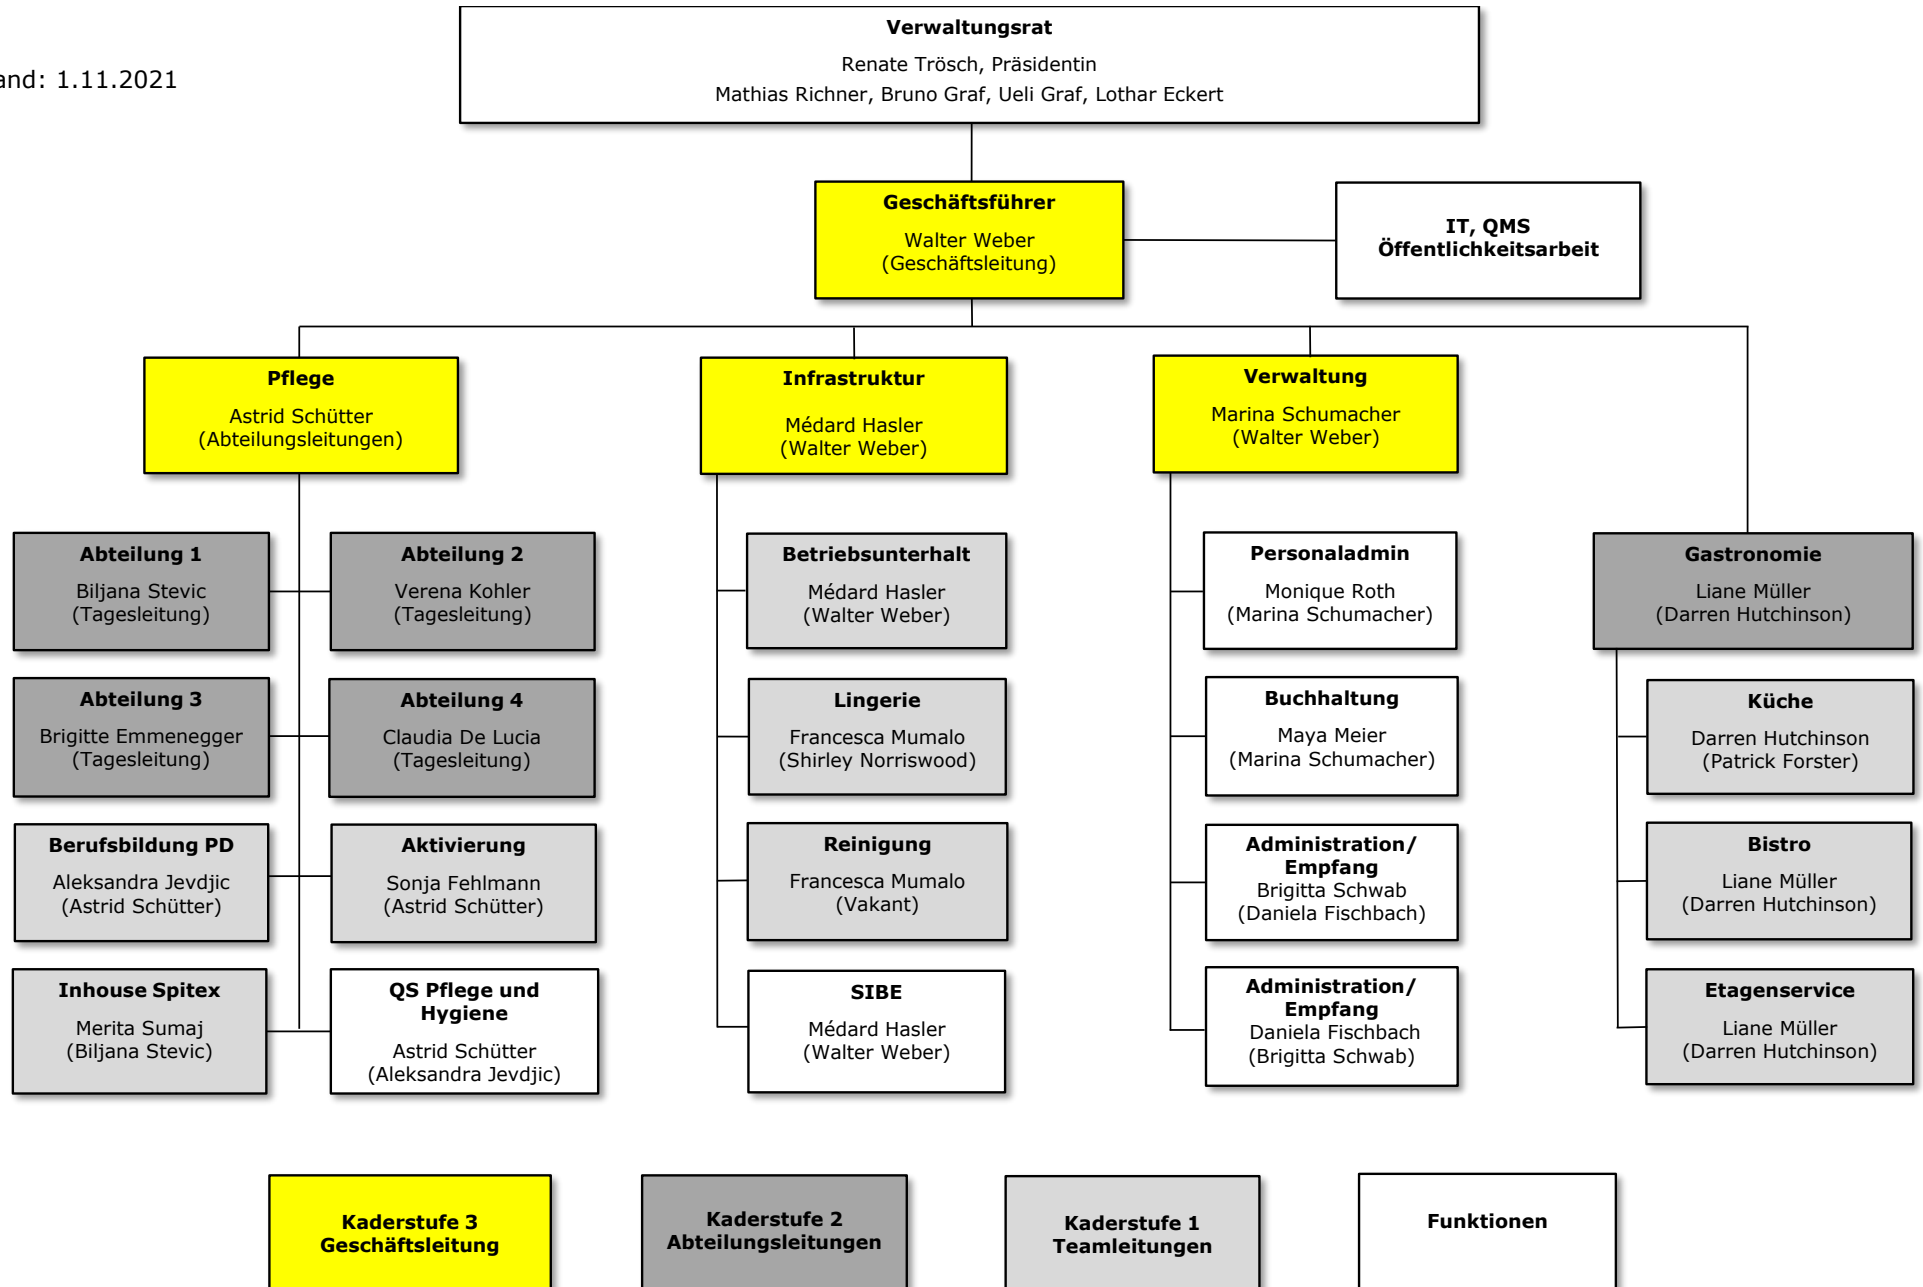 Verwaltungsrat
Renate Trösch, Präsidentin
Mathias Richner, Bruno Graf, Ueli Graf, Lothar Eckert
and: 1.11.2021
Geschäftsführer
Walter Weber
(Geschäftsleitung)
IT, QMS
Öffentlichkeitsarbeit
Pflege
Astrid Schütter
(Abteilungsleitungen)
Infrastruktur
Médard Hasler
(Walter Weber)
Verwaltung
Marina Schumacher
(Walter Weber)
Abteilung 1
Biljana Stevic
(Tagesleitung)
Abteilung 2
Verena Kohler
(Tagesleitung)
Betriebsunterhalt
Médard Hasler
(Walter Weber)
Personaladmin
Monique Roth
(Marina Schumacher)
Gastronomie
Liane Müller
(Darren Hutchinson)
Abteilung 3
Brigitte Emmenegger
(Tagesleitung)
Abteilung 4
Claudia De Lucia
(Tagesleitung)
Lingerie
Francesca Mumalo
(Shirley Norriswood)
Buchhaltung
Maya Meier
(Marina Schumacher)
Küche
Darren Hutchinson
(Patrick Forster)
Berufsbildung PD
Aleksandra Jevdjic
(Astrid Schütter)
Aktivierung
Sonja Fehlmann
(Astrid Schütter)
Reinigung
Francesca Mumalo
(Vakant)
Administration/
Empfang
Brigitta Schwab
(Daniela Fischbach)
Bistro
Liane Müller
(Darren Hutchinson)
Inhouse Spitex
Merita Sumaj
(Biljana Stevic)
QS Pflege und
Hygiene
Astrid Schütter
(Aleksandra Jevdjic)
SIBE
Médard Hasler
(Walter Weber)
Administration/
Empfang
Daniela Fischbach
(Brigitta Schwab)
Etagenservice
Liane Müller
(Darren Hutchinson)
Kaderstufe 3
Geschäftsleitung
Kaderstufe 2
Abteilungsleitungen
Kaderstufe 1
Teamleitungen
Funktionen